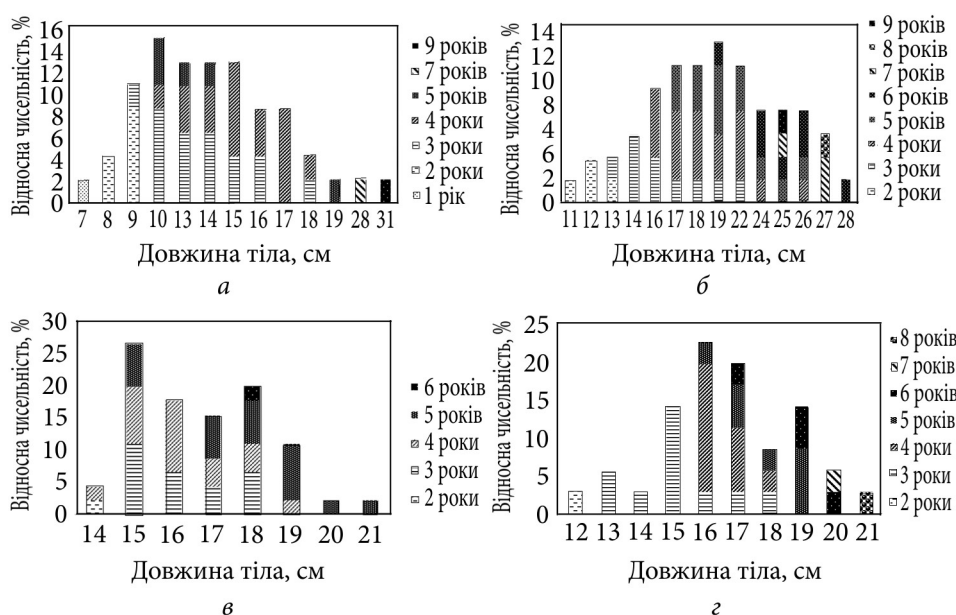 Відносна чисельність, %
16
14
12
10
8
6
4
2
0
7 8 9 10 13 14 15 16 17 18 19 28 31
Довжина тіла, см
а
9 років
7 років
5 років
4 роки
3 роки
2 роки
1 рік
Відносна чисельність, %
14
12
10
8
6
4
2
0
11 12 13 14 16 17 18 19 22 24 25 26 27 28
Довжина тіла, см
б
9 років
8 років
7 років
6 років
5 років
4 роки
3 роки
2 роки
Відносна чисельність, %
30
25
20
15
10
5
0
14 15 16 17 18 19 20 21
Довжина тіла, см
в
6 років
5 років
4 роки
3 роки
2 роки
Відносна чисельність, %
25
20
15
10
5
0
12 13 14 15 16 17 18 19 20 21
Довжина тіла, см
г
8 років
7 років
6 років
5 років
4 роки
3 роки
2 роки